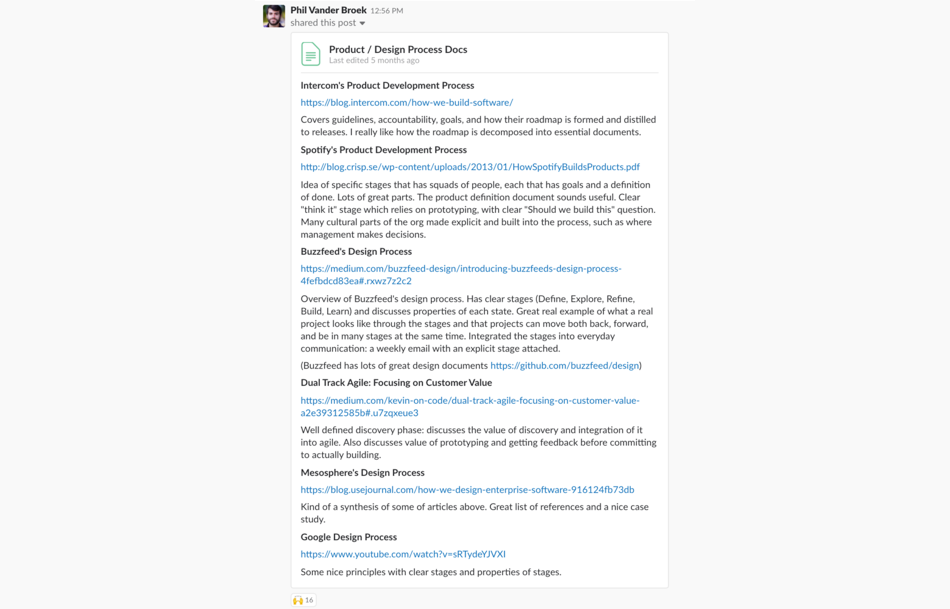 Phil Vander Broek 12:56 PM
shared this post
Product / Design Process Docs
Last edited 5 months ago
Intercom's Product Development Process
https://blog.intercom.com/how-we-build-software/
Covers guidelines, accountability, goals, and how their roadmap is formed and distilled
to releases. I really like how the roadmap is decomposed into essential documents.
Spotify's Product Development Process
http://blog.crisp.se/wp-content/uploads/2013/01/HowSpotifyBuildsProducts.pdf
Idea of specific stages that has squads of people, each that has goals and a definition
of done. Lots of great parts. The product definition document sounds useful. Clear
"think it" stage which relies on prototyping, with clear "Should we build this" question.
Many cultural parts of the org made explicit and built into the process, such as where
management makes decisions.
Buzzfeed's Design Process
https://medium.com/buzzfeed-design/introducing-buzzfeeds-design-process-
4fefbdcd83ea#.rxwz7z2c2
Overview of Buzzfeed's design process. Has clear stages (Define, Explore, Refine,
Build, Learn) and discusses properties of each state. Great real example of what a real
project looks like through the stages and that projects can move both back, forward,
and be in many stages at the same time. Integrated the stages into everyday
communication: a weekly email with an explicit stage attached.
(Buzzfeed has lots of great design documents https://github.com/buzzfeed/design)
Dual Track Agile: Focusing on Customer Value
https://medium.com/kevin-on-code/dual-track-agile-focusing-on-customer-value-
a2e39312585b#.u7zqxeue3
Well defined discovery phase: discusses the value of discovery and integration of it
into agile. Also discusses value of prototyping and getting feedback before committing
to actually building.
Mesosphere's Design Process
https://blog.usejournal.com/how-we-design-enterprise-software-916124fb73db
Kind of a synthesis of some of articles above. Great list of references and a nice case
study.
Google Design Process
https://www.youtube.com/watch?v=sRTydeYJVXI
Some nice principles with clear stages and properties of stages.
16